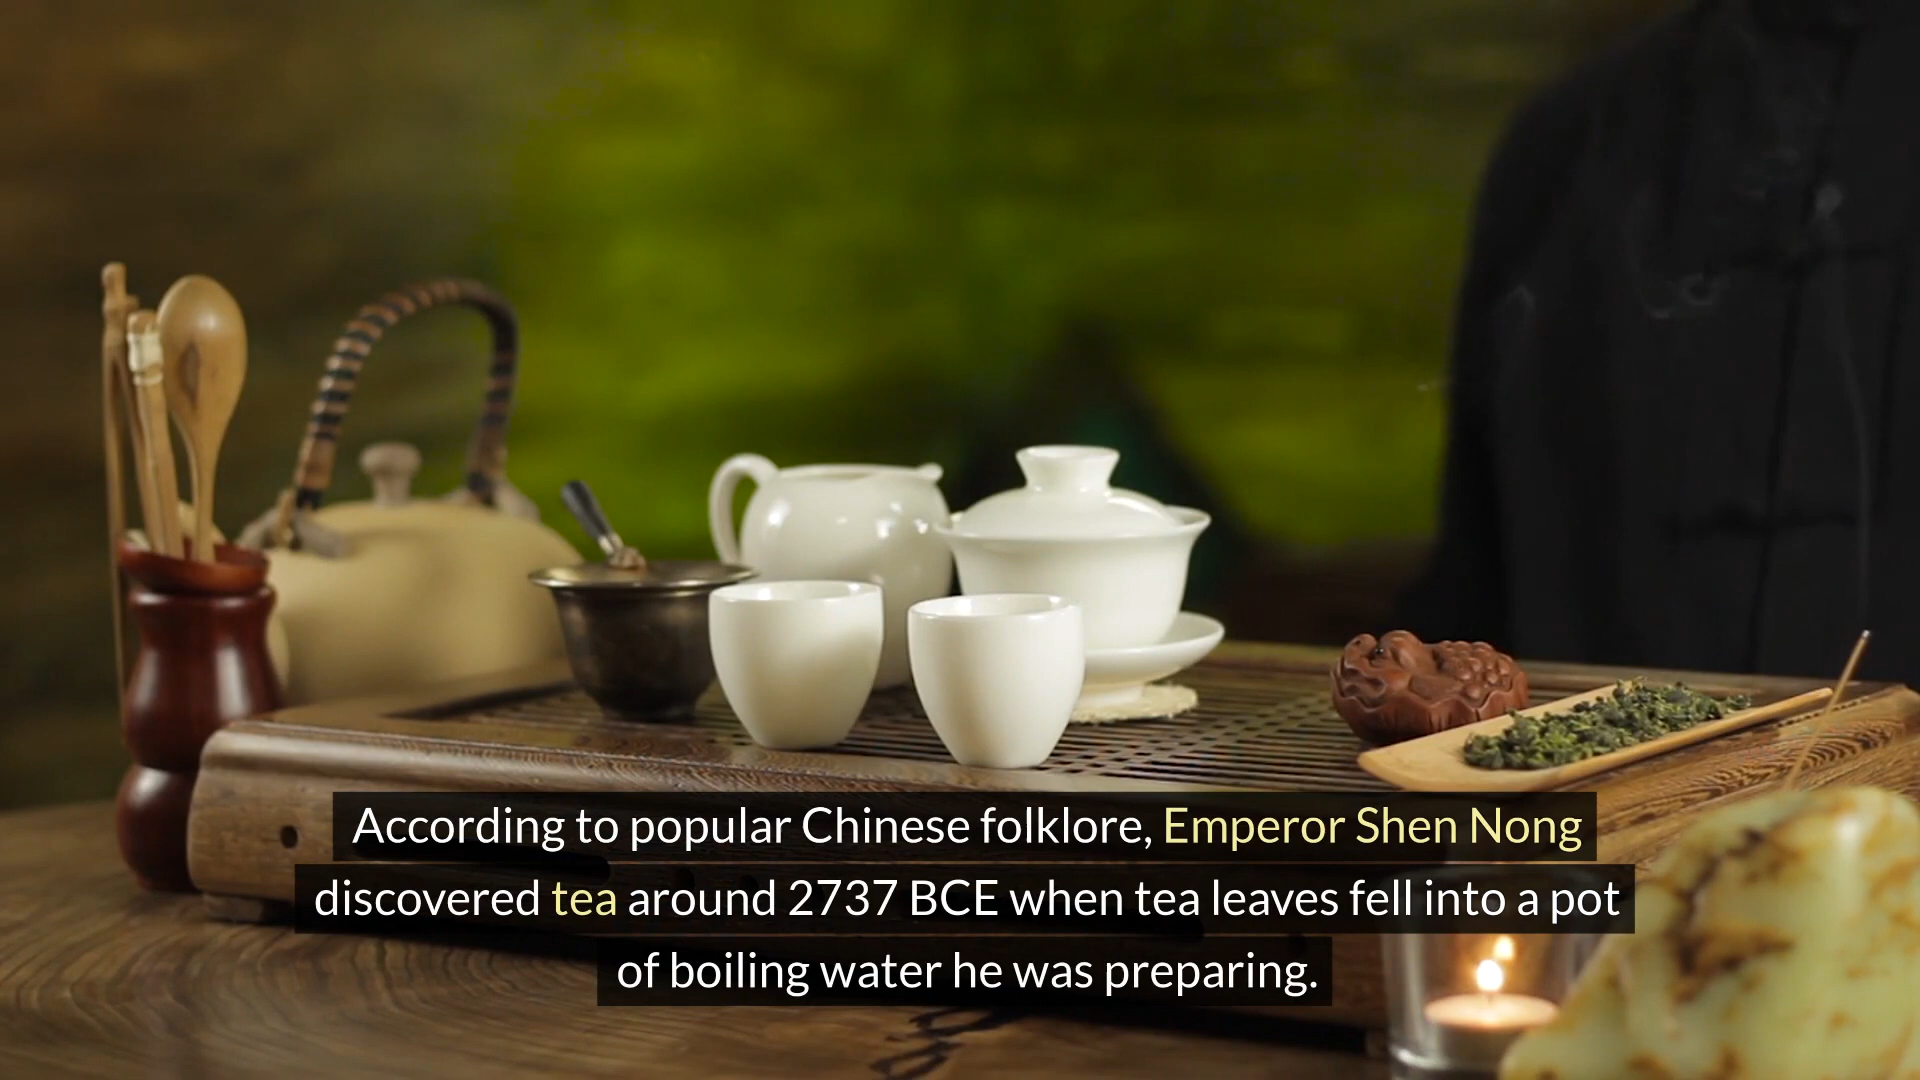 According to popular Chinese folklore, Emperor Shen Nong
discovered tea around 2737 BCE when tea leaves fell into a pot
of boiling water he was preparing.